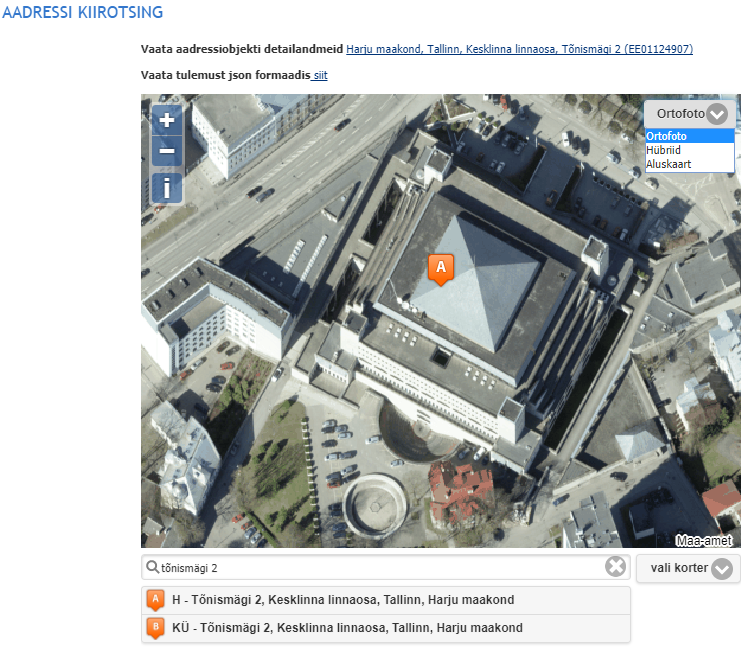 AADRESSI KIIROTSING
Vaata aadressiobjekti detailandmeid Harju maakond, Tallinn, Kesklinna linnaosa, Tõnismägi 2 (EE01124907)
Vaata tulemust json formaadis siit
+
−
i
Ortofoto
Ortofoto
Hübriid
Aluskaart
A
Maa-amet
tõnismägi 2
vali korter
A H - Tõnismägi 2, Kesklinna linnaosa, Tallinn, Harju maakond
B KÜ - Tõnismägi 2, Kesklinna linnaosa, Tallinn, Harju maakond